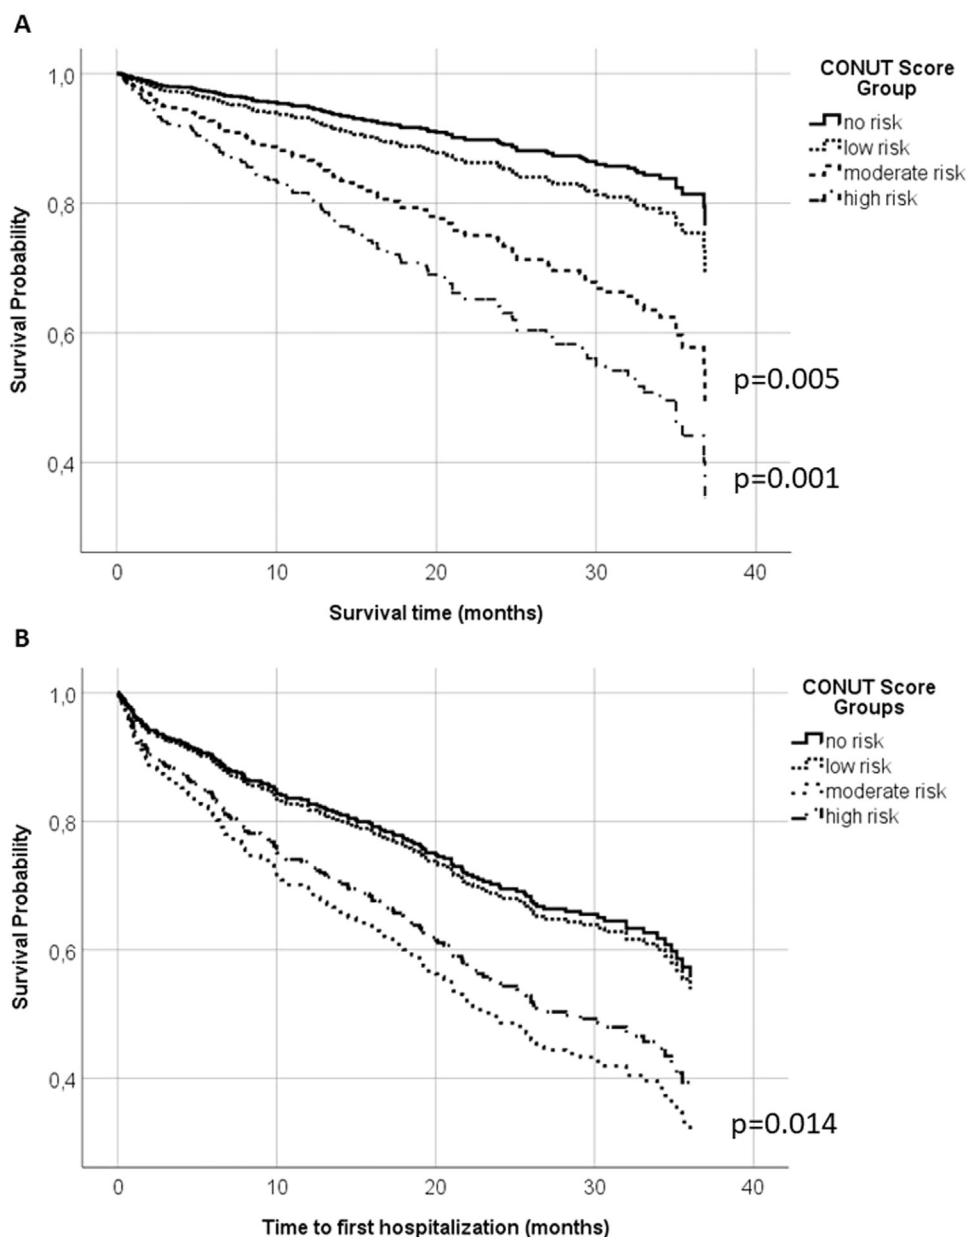 A
CONUT Score
Group
no risk
low risk
moderate risk
high risk
Survival Probability
1,0
0,8
0,6
0,4
p=0.005
p=0.001
0
10
20
30
40
Survival time (months)
B
CONUT Score
Groups
no risk
low risk
moderate risk
high risk
Survival Probability
1,0
0,8
0,6
0,4
p=0.014
0
10
20
30
40
Time to first hospitalization (months)